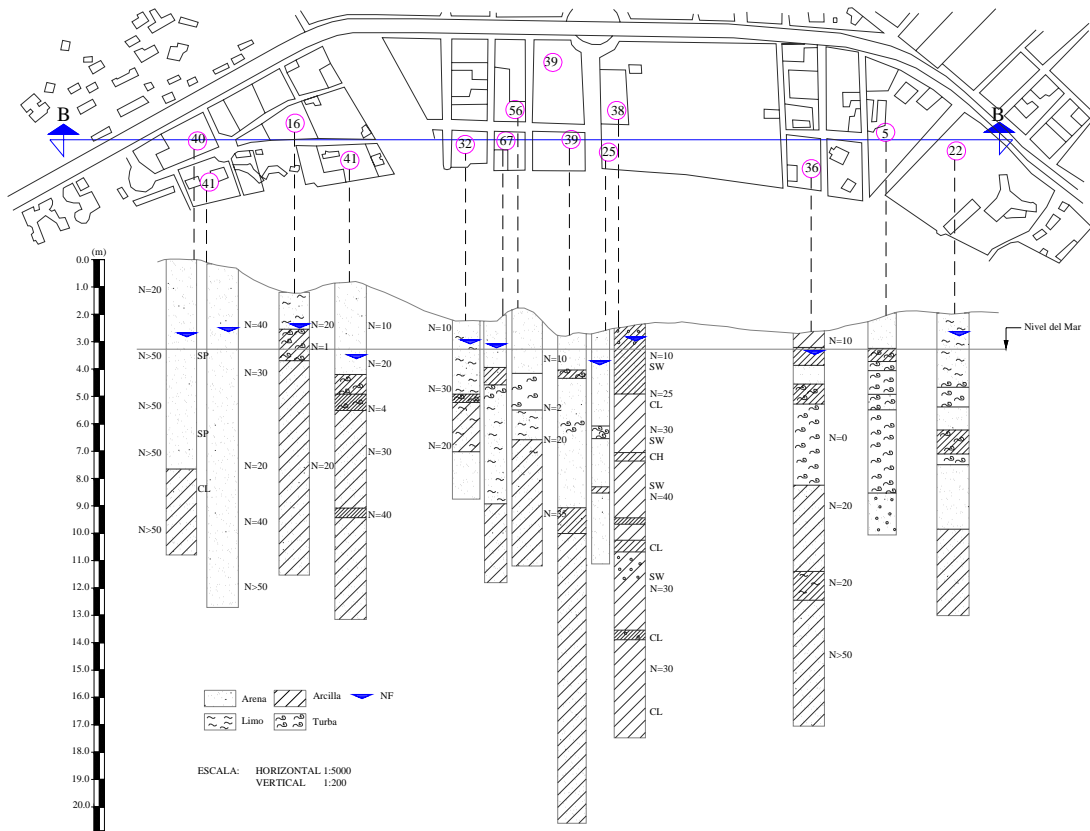 39
56
38
B
B
16
5
40
32
67
39
25
22
41
41
36
(m)
0.0
1.0
2.0
3.0
4.0
5.0
6.0
7.0
8.0
9.0
10.0
11.0
12.0
13.0
14.0
15.0
16.0
17.0
18.0
19.0
20.0
N=20
N>50
N>50
N>50
N>50
SP
SP
CL
N=40
N=30
N=20
N=40
N>50
N=20
N=1
N=20
N=10
N=20
N=4
N=30
N=40
N=10
N=30
N=20
N=10
N=2
N=20
N=55
N=10
SW
N=25
CL
N=30
SW
CH
SW
N=40
CL
SW
N=30
CL
N=30
CL
N=10
N=0
N=20
N=20
N>50
Nivel del Mar
Arena
Arcilla
NF
Limo
Turba
ESCALA: HORIZONTAL 1:5000
VERTICAL 1:200